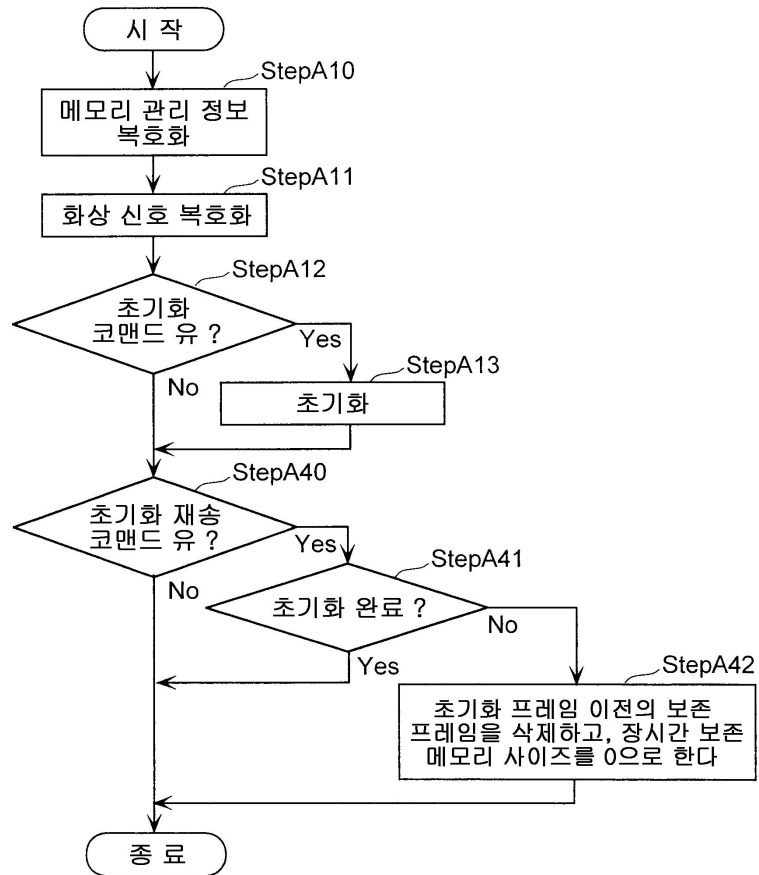 시 작
StepA10
메모리 관리 정보
복호화
StepA11
화상 신호 복호화
StepA12
초기화
코맨드 유 ?
Yes
No
StepA13
초기화
StepA40
초기화 재송
코맨드 유 ?
Yes
No
StepA41
초기화 완료 ?
No
Yes
StepA42
초기화 프레임 이전의 보존
프레임을 삭제하고, 장시간 보존
메모리 사이즈를 0으로 한다
종 료